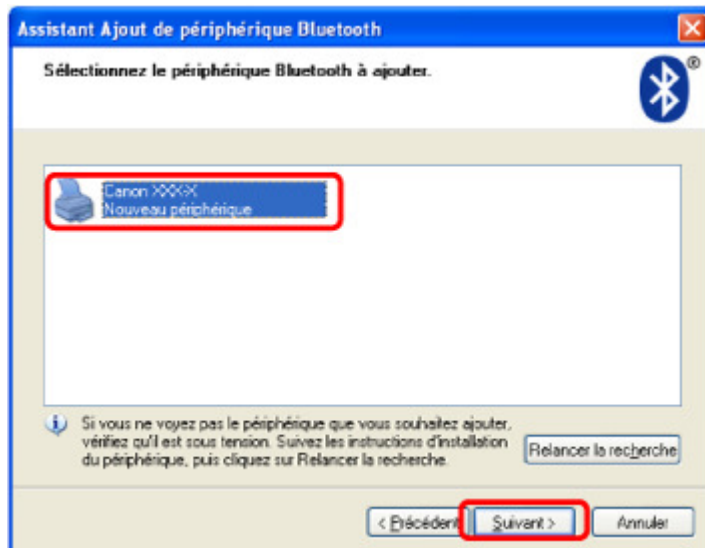 Assistant Ajout de périphérique Bluetooth
Sélectionnez le périphérique Bluetooth à ajouter.
®
Canon XXX-X
Nouveau périphérique
Si vous ne voyez pas le périphérique que vous souhaitez ajouter,
vérifiez qu'il est sous tension. Suivez les instructions d'installation
du périphérique, puis cliquez sur Relancer la recherche.
Relancer la recherche
< Précédent
Suivant >
Annuler